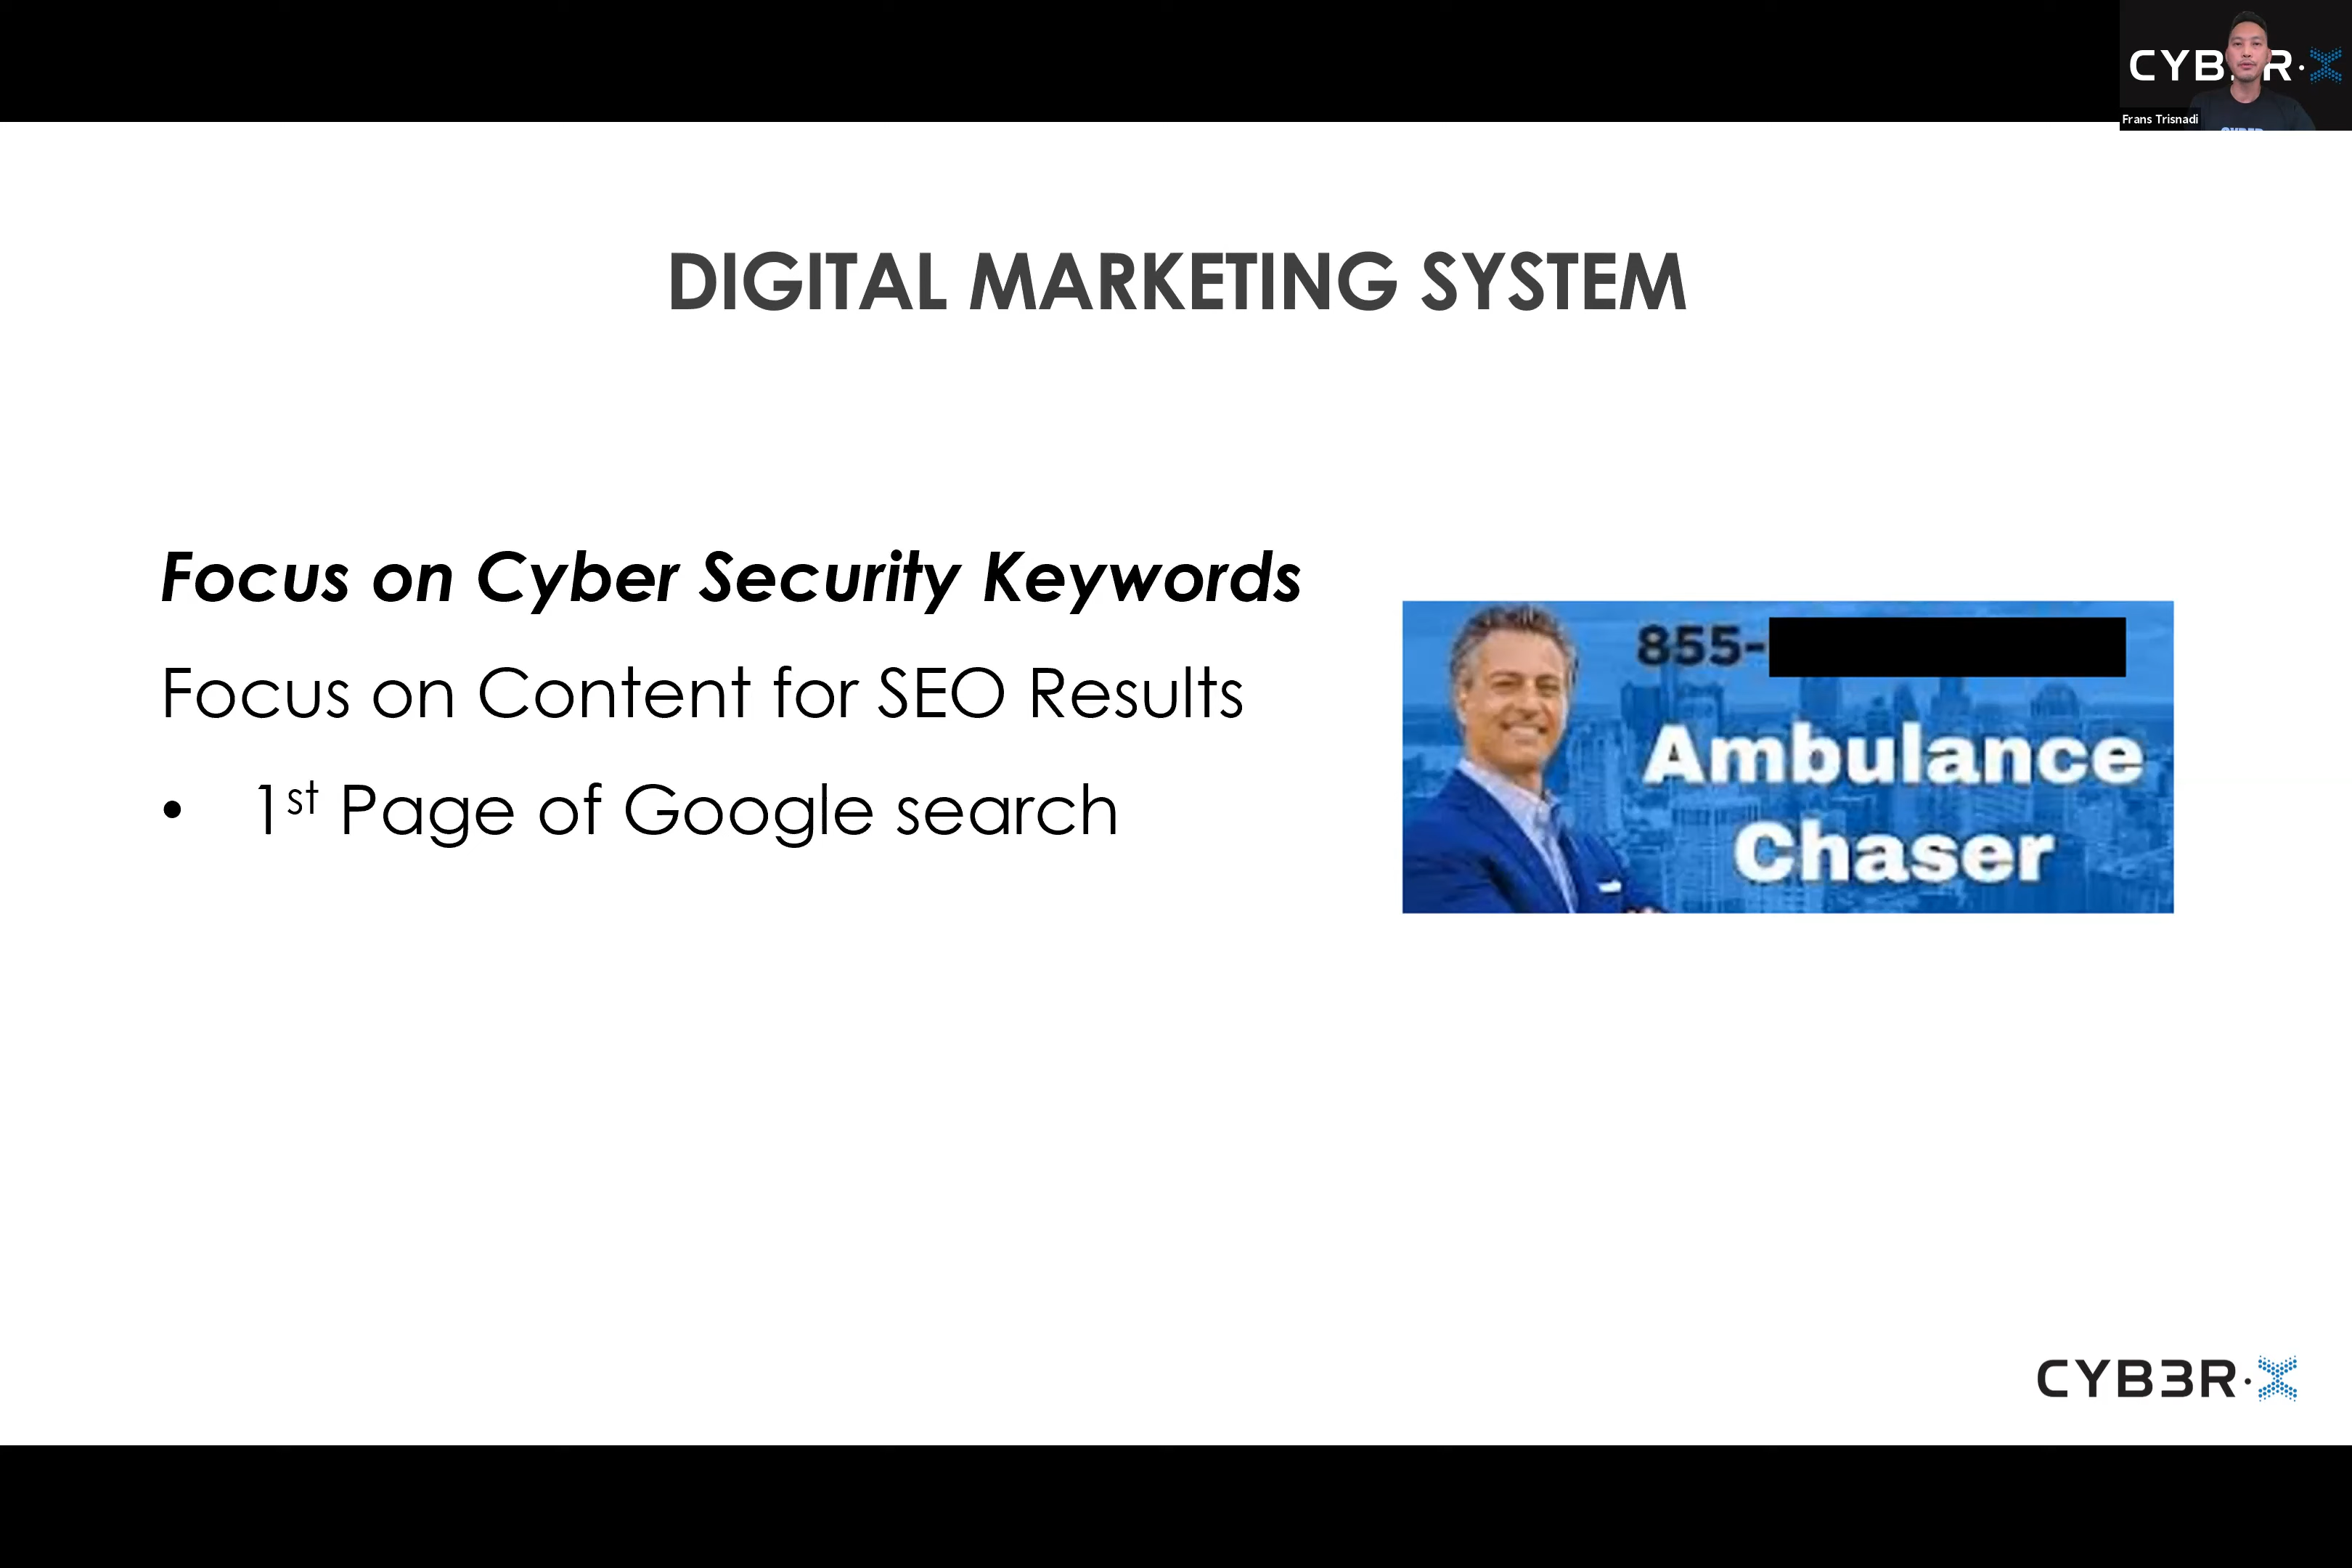 CYB3R·X
Frans Trisnadi
DIGITAL MARKETING SYSTEM
Focus on Cyber Security Keywords
Focus on Content for SEO Results
• 1st Page of Google search
855-
Ambulance
Chaser
CYB3R·X